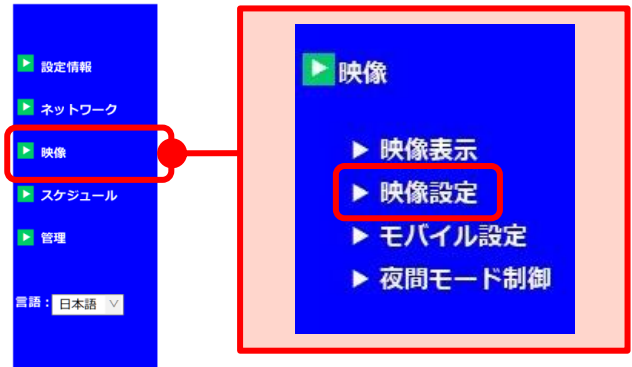 設定情報
ネットワーク
映像
スケジュール
管理
言語：日本語
映像
映像表示
映像設定
モバイル設定
夜間モード制御